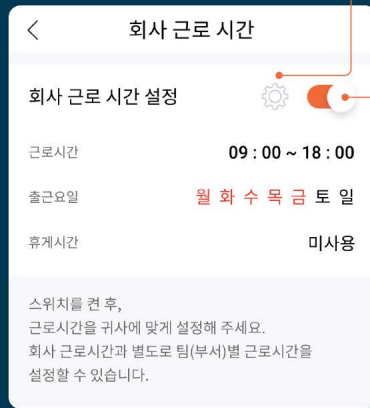 회사 근로 시간
회사 근로 시간 설정
근로시간 09 : 00 ~ 18 : 00
출근요일 월 화 수 목 금 토 일
휴게시간 미사용
스위치를 켠 후,
근로시간을 귀사에 맞게 설정해 주세요.
회사 근로시간과 별도로 팀(부서)별 근로시간을
설정할 수 있습니다.